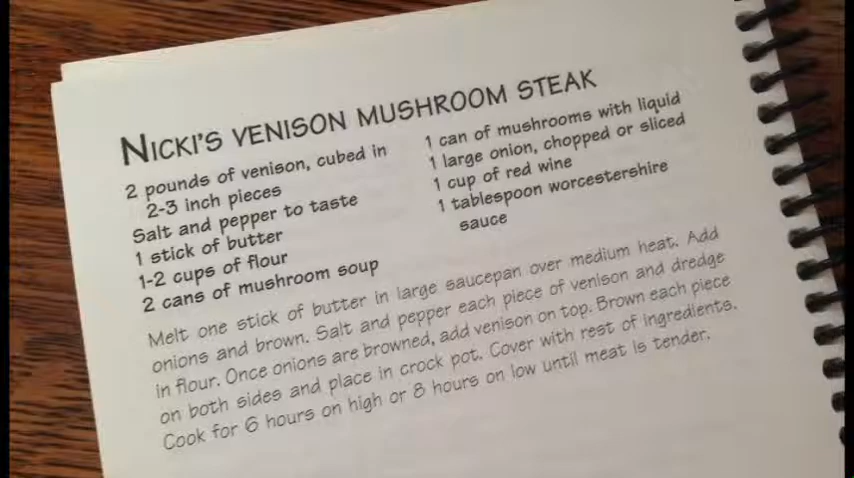 NICKI'S VENISON MUSHROOM STEAK
2 pounds of venison, cubed in
2-3 inch pieces
Salt and pepper to taste
1 stick of butter
1-2 cups of flour
2 cans of mushroom soup
1 can of mushrooms with liquid
1 large onion, chopped or sliced
1 cup of red wine
1 tablespoon worcestershire
sauce
Melt one stick of butter in large saucepan over medium heat. Add
onions and brown. Salt and pepper each piece of venison and dredge
in flour. Once onions are browned, add venison on top. Brown each piece
on both sides and place in crock pot. Cover with rest of ingredients.
Cook for 6 hours on high or 8 hours on low until meat is tender.